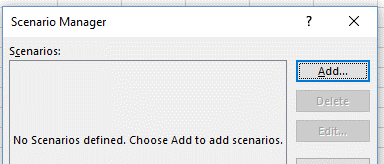 Scenario Manager ? ×
Scenarios:
Add...
Delete
Edit...
No Scenarios defined. Choose Add to add scenarios.